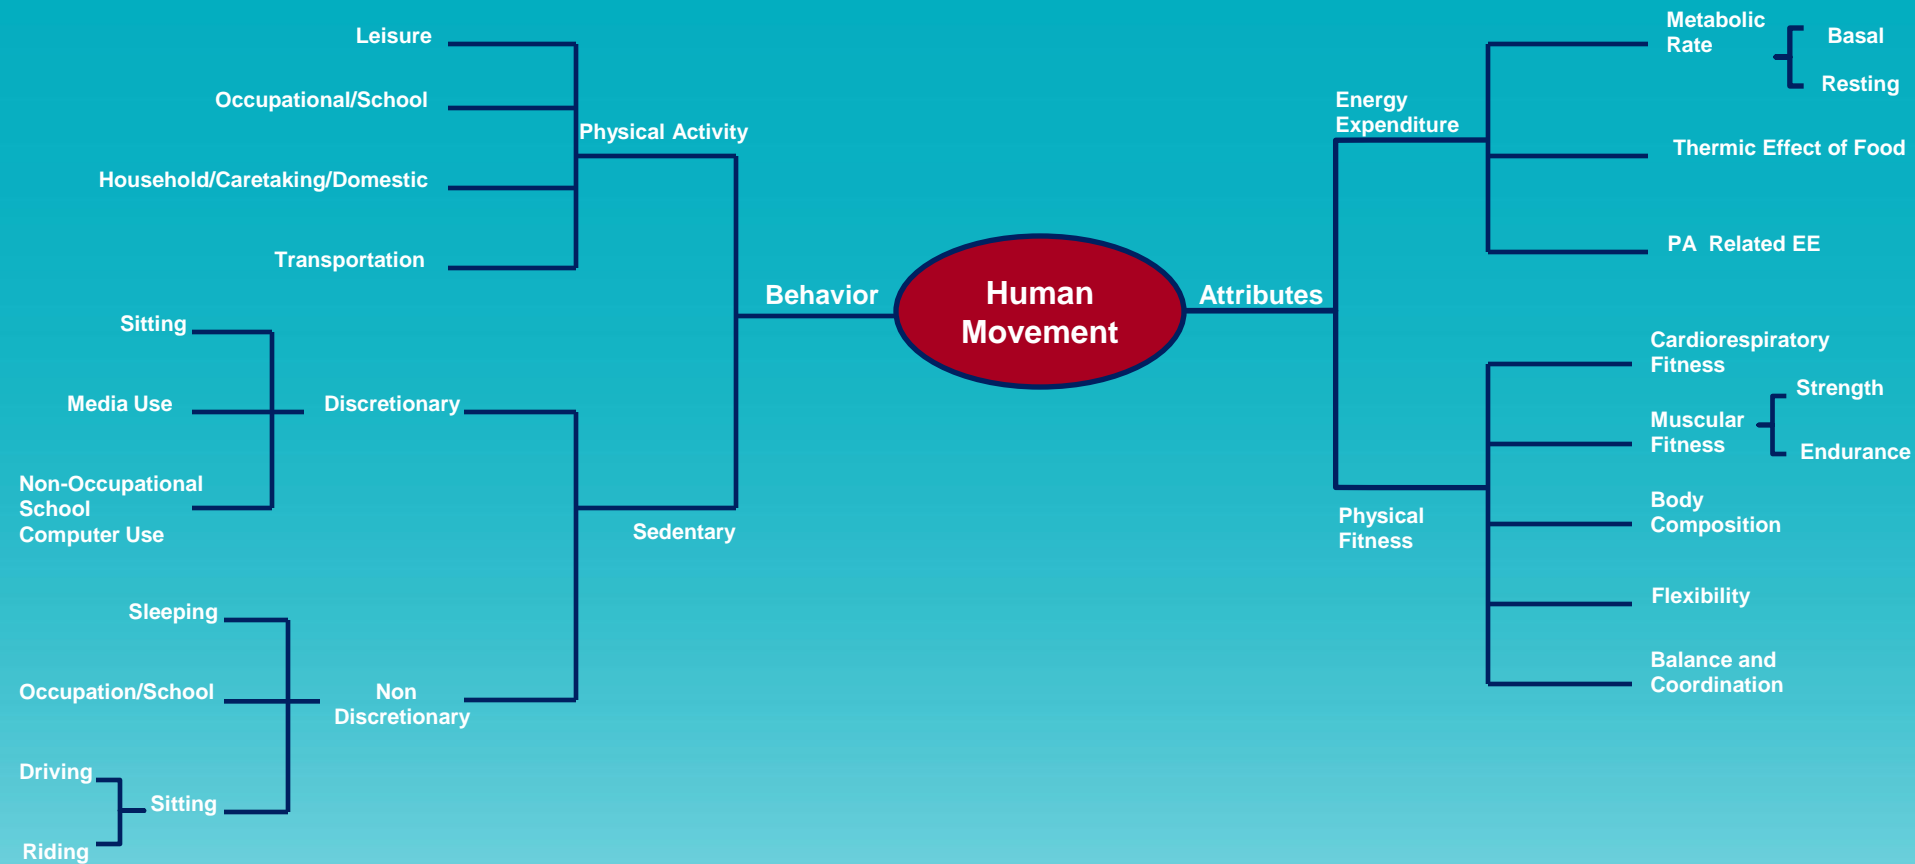 Leisure
Occupational/School
Physical Activity
Household/Caretaking/Domestic
Transportation
Behavior
Sitting
Media Use
Discretionary
Non-Occupational
School
Computer Use
Sedentary
Sleeping
Occupation/School
Non
Discretionary
Driving
Sitting
Riding
Human
Movement
Attributes
Energy
Expenditure
Metabolic
Rate
Basal
Resting
Thermic Effect of Food
PA Related EE
Physical
Fitness
Cardiorespiratory
Fitness
Muscular
Fitness
Strength
Endurance
Body
Composition
Flexibility
Balance and
Coordination